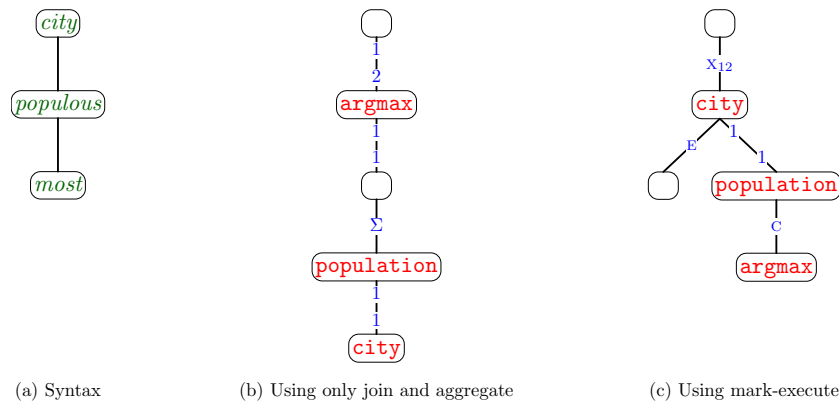 city
populous
most
(a) Syntax
1
2
argmax
1
1
Σ
population
1
1
city
(b) Using only join and aggregate
X12
city
E
1
1
population
C
argmax
(c) Using mark-execute